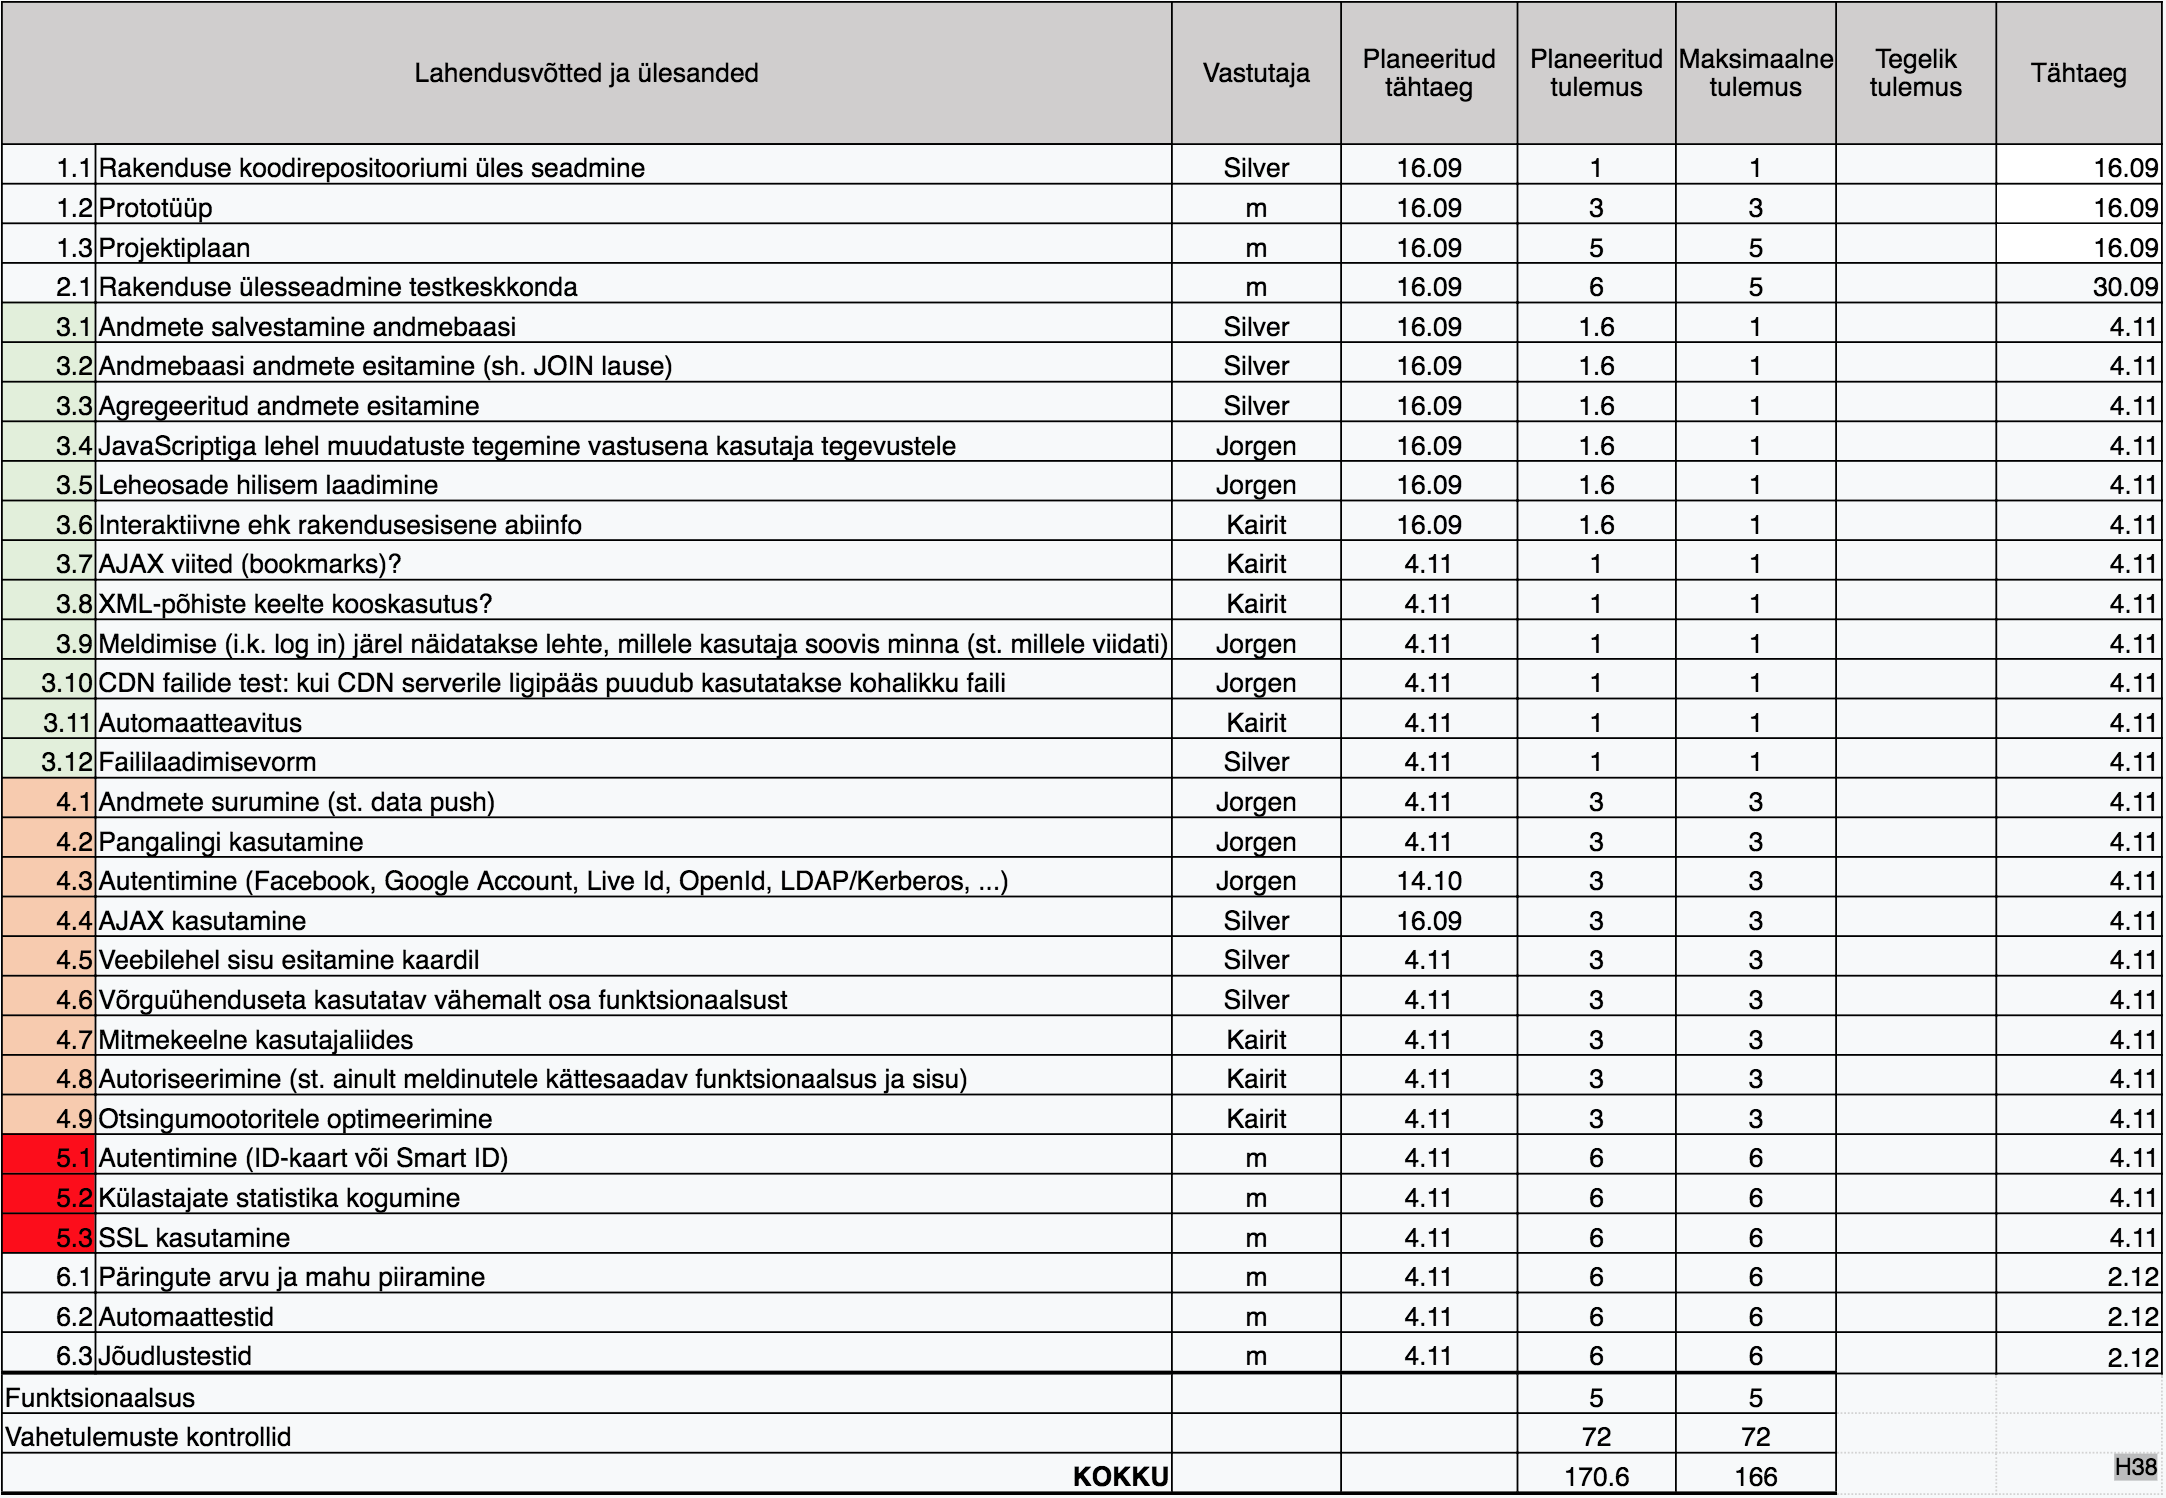 Lahendusvõtted ja ülesanded Vastutaja Planeeritud tähtaeg Planeeritud tulemus Maksimaalne tulemus Tegelik tulemus Tähtaeg
1.1 Rakenduse koodirepositooriumi üles seadmine Silver 16.09 1 1 16.09
1.2 Prototüüp m 16.09 3 3 16.09
1.3 Projektiplaan m 16.09 5 5 16.09
2.1 Rakenduse ülesseadmine testkeskkonda m 16.09 6 5 30.09
3.1 Andmete salvestamine andmebaasi Silver 16.09 1.6 1 4.11
3.2 Andmebaasi andmete esitamine (sh. JOIN lause) Silver 16.09 1.6 1 4.11
3.3 Agregeeritud andmete esitamine Silver 16.09 1.6 1 4.11
3.4 JavaScriptiga lehel muudatuste tegemine vastusena kasutaja tegevustele Jorgen 16.09 1.6 1 4.11
3.5 Leheosade hilisem laadimine Jorgen 16.09 1.6 1 4.11
3.6 Interaktiivne ehk rakendusesisene abiinfo Kairit 16.09 1.6 1 4.11
3.7 AJAX viited (bookmarks)? Kairit 4.11 1 1 4.11
3.8 XML-põhiste keelte kooskasutus? Kairit 4.11 1 1 4.11
3.9 Meldimise (i.k. log in) järel näidatakse lehte, millele kasutaja soovis minna (st. millele viidati) Jorgen 4.11 1 1 4.11
3.10 CDN failide test: kui CDN serverile ligipääs puudub kasutatakse kohalikku faili Jorgen 4.11 1 1 4.11
3.11 Automaatteavitus Kairit 4.11 1 1 4.11
3.12 Faililaadimisevorm Silver 4.11 1 1 4.11
4.1 Andmete surumine (st. data push) Jorgen 4.11 3 3 4.11
4.2 Pangalingi kasutamine Jorgen 4.11 3 3 4.11
4.3 Autentimine (Facebook, Google Account, Live Id, OpenId, LDAP/Kerberos, ...) Jorgen 14.10 3 3 4.11
4.4 AJAX kasutamine Silver 16.09 3 3 4.11
4.5 Veebilehel sisu esitamine kaardil Silver 4.11 3 3 4.11
4.6 Võrguühenduseta kasutatav vähemalt osa funktsionaalsust Silver 4.11 3 3 4.11
4.7 Mitmekeelne kasutajaliides Kairit 4.11 3 3 4.11
4.8 Autoriseerimine (st. ainult meldinutele kättesaadav funktsionaalsus ja sisu) Kairit 4.11 3 3 4.11
4.9 Otsingumootoritele optimeerimine Kairit 4.11 3 3 4.11
5.1 Autentimine (ID-kaart või Smart ID) m 4.11 6 6 4.11
5.2 Külastajate statistika kogumine m 4.11 6 6 4.11
5.3 SSL kasutamine m 4.11 6 6 4.11
6.1 Päringute arvu ja mahu piiramine m 4.11 6 6 2.12
6.2 Automaattestid m 4.11 6 6 2.12
6.3 Jõudlustestid m 4.11 6 6 2.12
Funktsionaalsus 5 5
Vahetulemuste kontrollid 72 72
KOKKU 170.6 166 H38